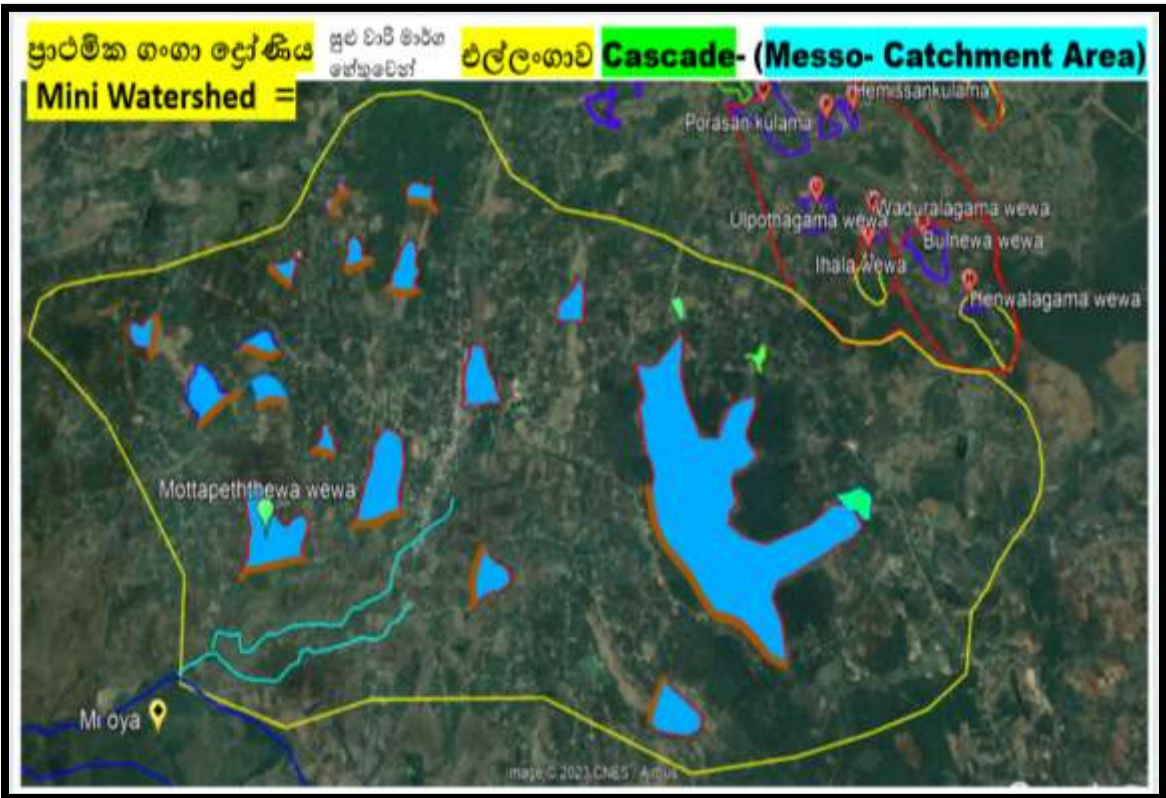 ප්‍රාථමික ගංගා ද්‍රෝණිය
සුළු වාරි මාර්ග
හේතුවෙන්
එල්ලංගාව Cascade- (Messo- Catchment Area)
Mini Watershed =
Hemissankulama
Porasan kulama
Ulpothagama wewa
Waduralagama wewa
Bulnewa wewa
Ihala wewa
Henwalagama wewa
Mottapeththewa wewa
Mi oya
Image © 2023 CNES / Airbus